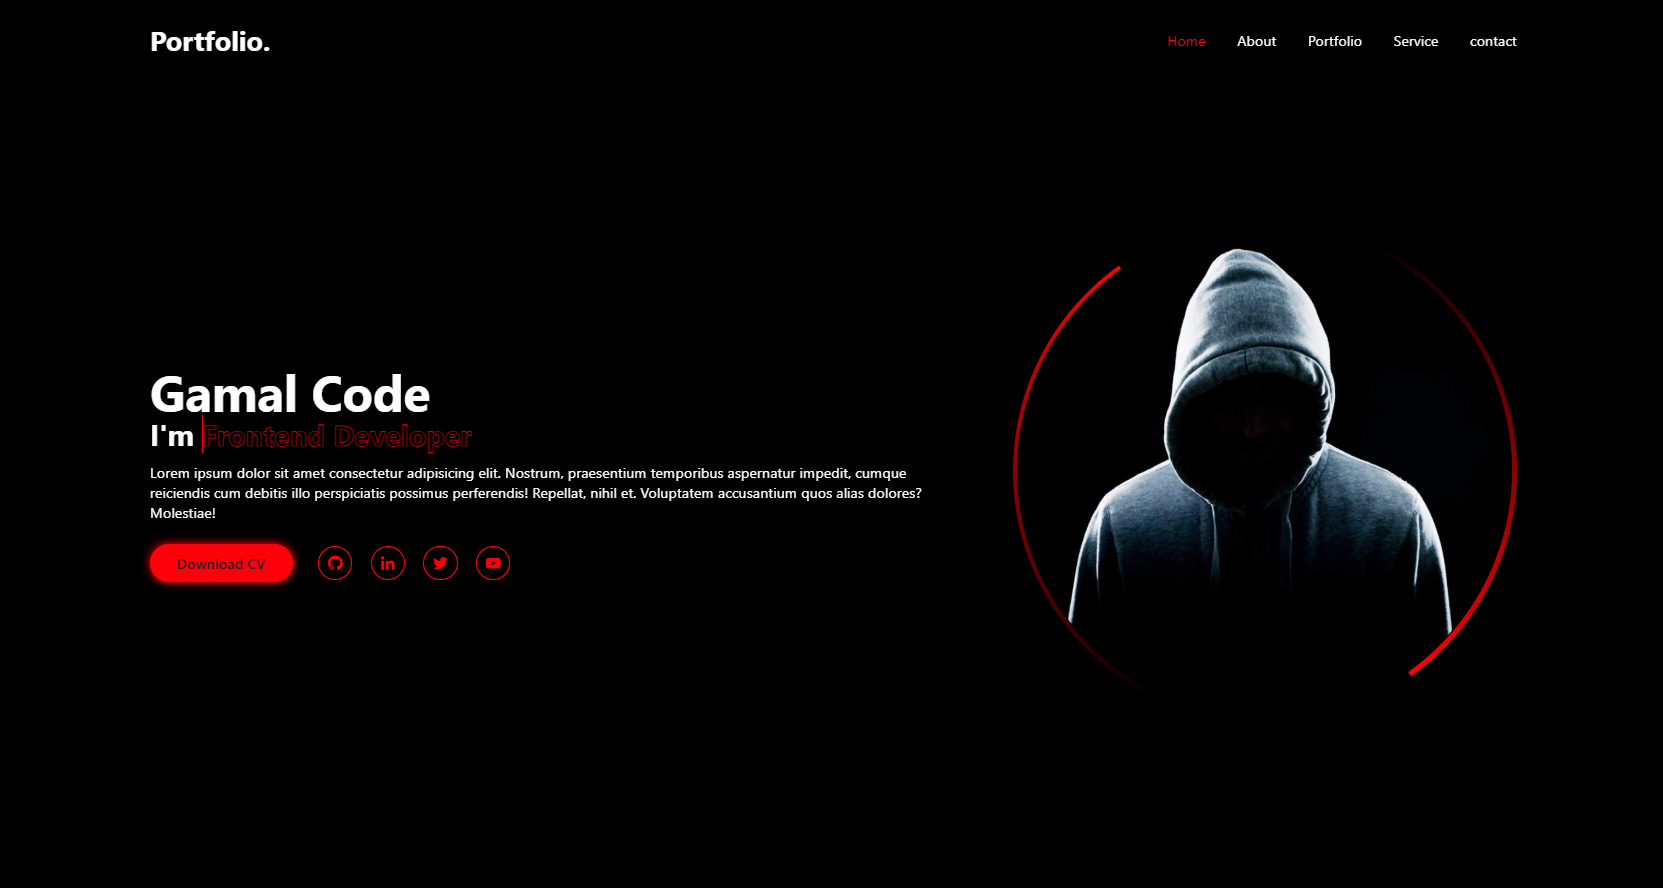 Portfolio.
Home About Portfolio Service contact
Gamal Code
I'm Frontend Developer
Lorem ipsum dolor sit amet consectetur adipisicing elit. Nostrum, praesentium temporibus aspernatur impedit, cumque
reiciendis cum debitis illo perspiciatis possimus perferendis! Repellat, nihil et. Voluptatem accusantium quos alias dolores?
Molestiae!
Download CV